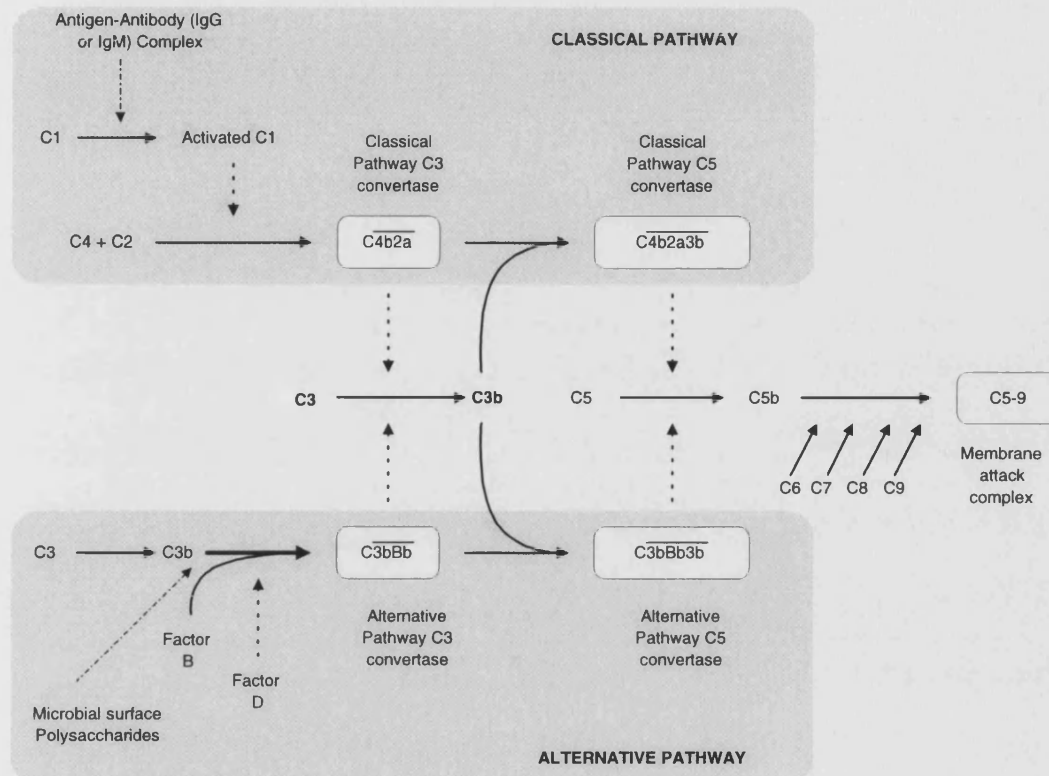 Antigen-Antibody (IgG
or IgM) Complex
CLASSICAL PATHWAY
C1
Activated C1
Classical
Pathway C3
convertase
Classical
Pathway C5
convertase
C4 + C2
C4b2a
C4b2a3b
C3
C3b
C5
C5b
C5-9
C6
C7
C8
C9
Membrane
attack
complex
C3
C3b
C3bBb
C3bBb3b
Factor
B
Factor
D
Alternative
Pathway C3
convertase
Alternative
Pathway C5
convertase
Microbial surface
Polysaccharides
ALTERNATIVE PATHWAY